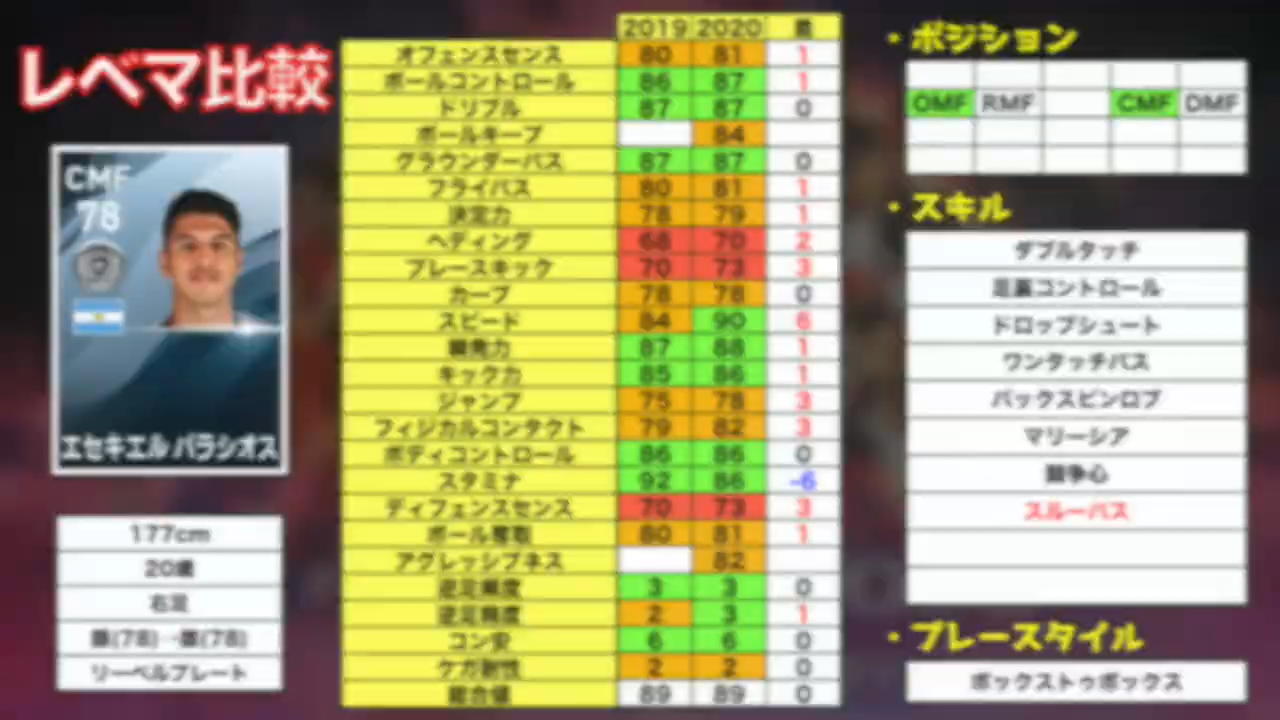 レベマ比較
CMF
78
エセキエル パラシオス
177cm
20歳
右足
銀(78)→銀(78)
リーベルプレート
2019 2020 差
オフェンスセンス 80 81 1
ボールコントロール 86 87 1
ドリブル 87 87 0
ボールキープ 84
グラウンダーパス 87 87 0
フライパス 80 81 1
決定力 78 79 1
ヘディング 68 70 2
プレースキック 70 73 3
カーブ 78 78 0
スピード 84 90 6
瞬発力 87 88 1
キック力 85 86 1
ジャンプ 75 78 3
フィジカルコンタクト 79 82 3
ボディコントロール 86 86 0
スタミナ 92 86 -6
ディフェンスセンス 70 73 3
ボール奪取 80 81 1
アグレッシブネス 82
逆足頻度 3 3 0
逆足精度 2 3 1
コン安 6 6 0
ケガ耐性 2 2 0
総合値 89 89 0
・ポジション
OMF RMF CMF DMF
・スキル
ダブルタッチ
足裏コントロール
ドロップシュート
ワンタッチパス
バックスピンロブ
マリーシア
闘争心
スルーパス
・プレースタイル
ボックストゥボックス